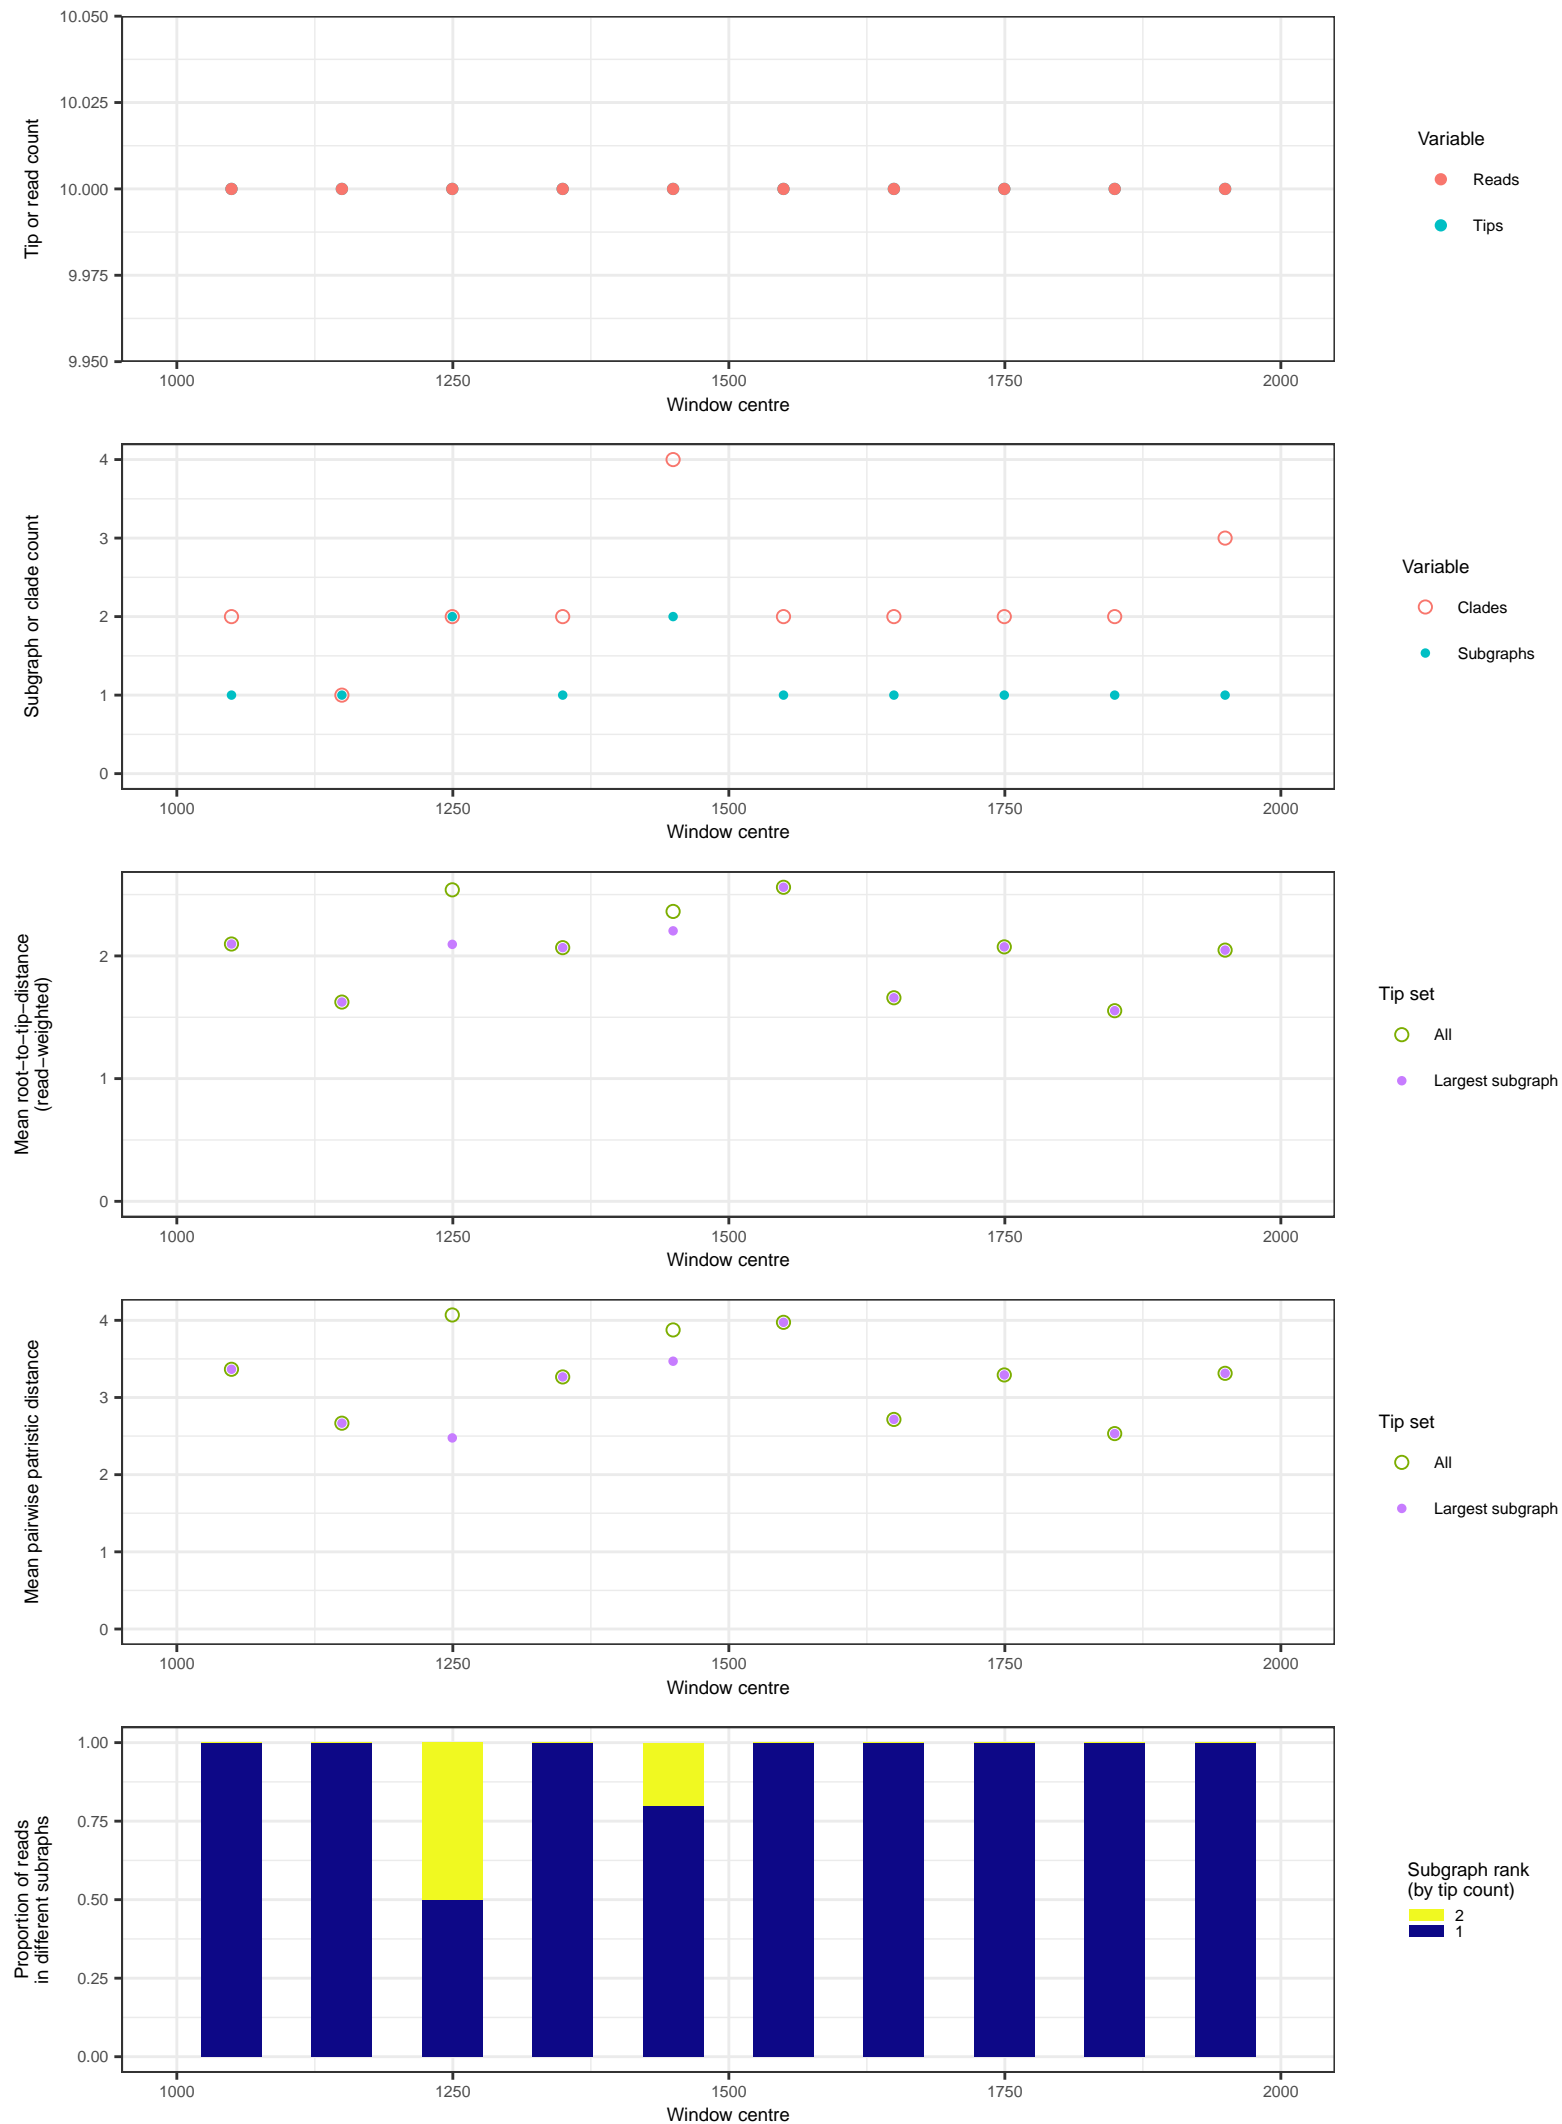 10.050
10.025
10.000
9.975
9.950
Tip or read count
1000 1250 1500 1750 2000
Window centre
Variable
Reads
Tips
4
3
2
1
0
Subgraph or clade count
1000 1250 1500 1750 2000
Window centre
Variable
Clades
Subgraphs
2
1
0
Mean root−to−tip−distance
(read−weighted)
1000 1250 1500 1750 2000
Window centre
Tip set
All
Largest subgraph
4
3
2
1
0
Mean pairwise patristic distance
1000 1250 1500 1750 2000
Window centre
Tip set
All
Largest subgraph
1.00
0.75
0.50
0.25
0.00
Proportion of reads
in different subraphs
1000 1250 1500 1750 2000
Window centre
Subgraph rank
(by tip count)
2
1